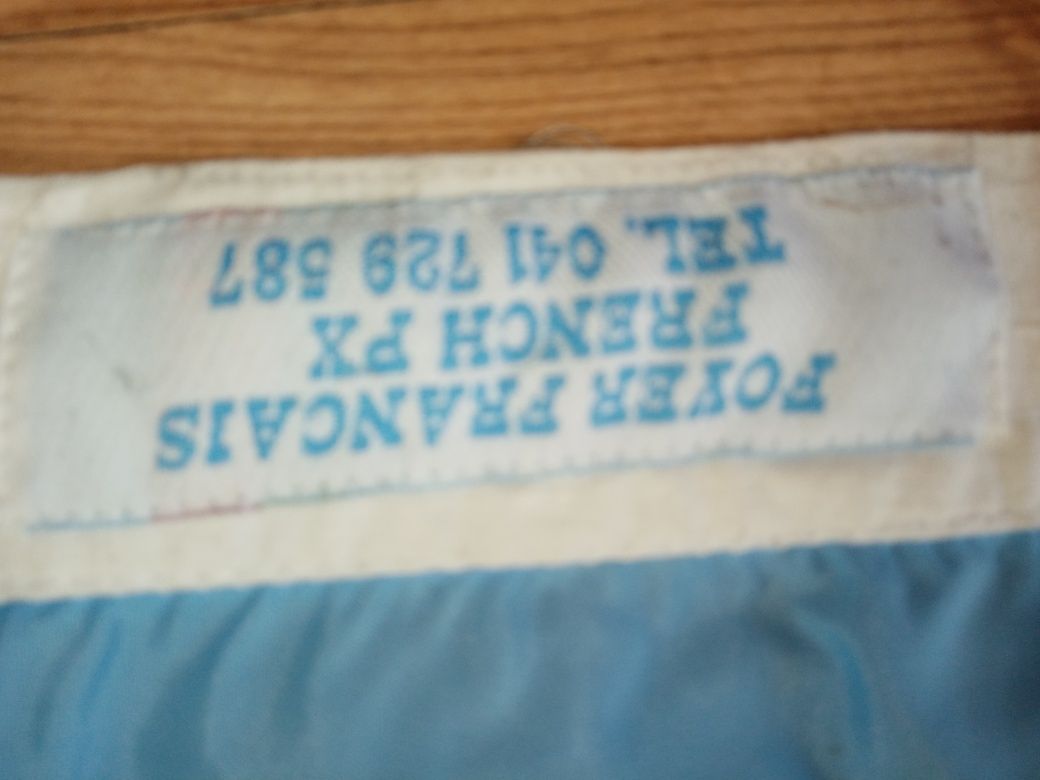 FOYER FRANCAIS
FRENCH PX
TEL. 041 729 587